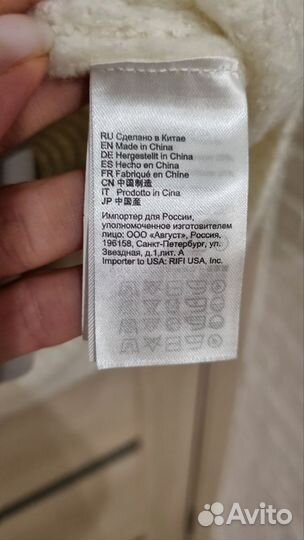 RU Сделано в Китае
EN Made in China
DE Hergestellt in China
ES Hecho en China
FR Fabriqué en China
CN 中国制造
IT Prodotto in Cina
JP 中国産
Импортер для России,
уполномоченное изготовителем
лицо: ООО «Август», Россия,
196158, Санкт-Петербург, ул.
Звездная, д.1,лит. А
Importer to USA: RIFI USA, Inc.
Avito